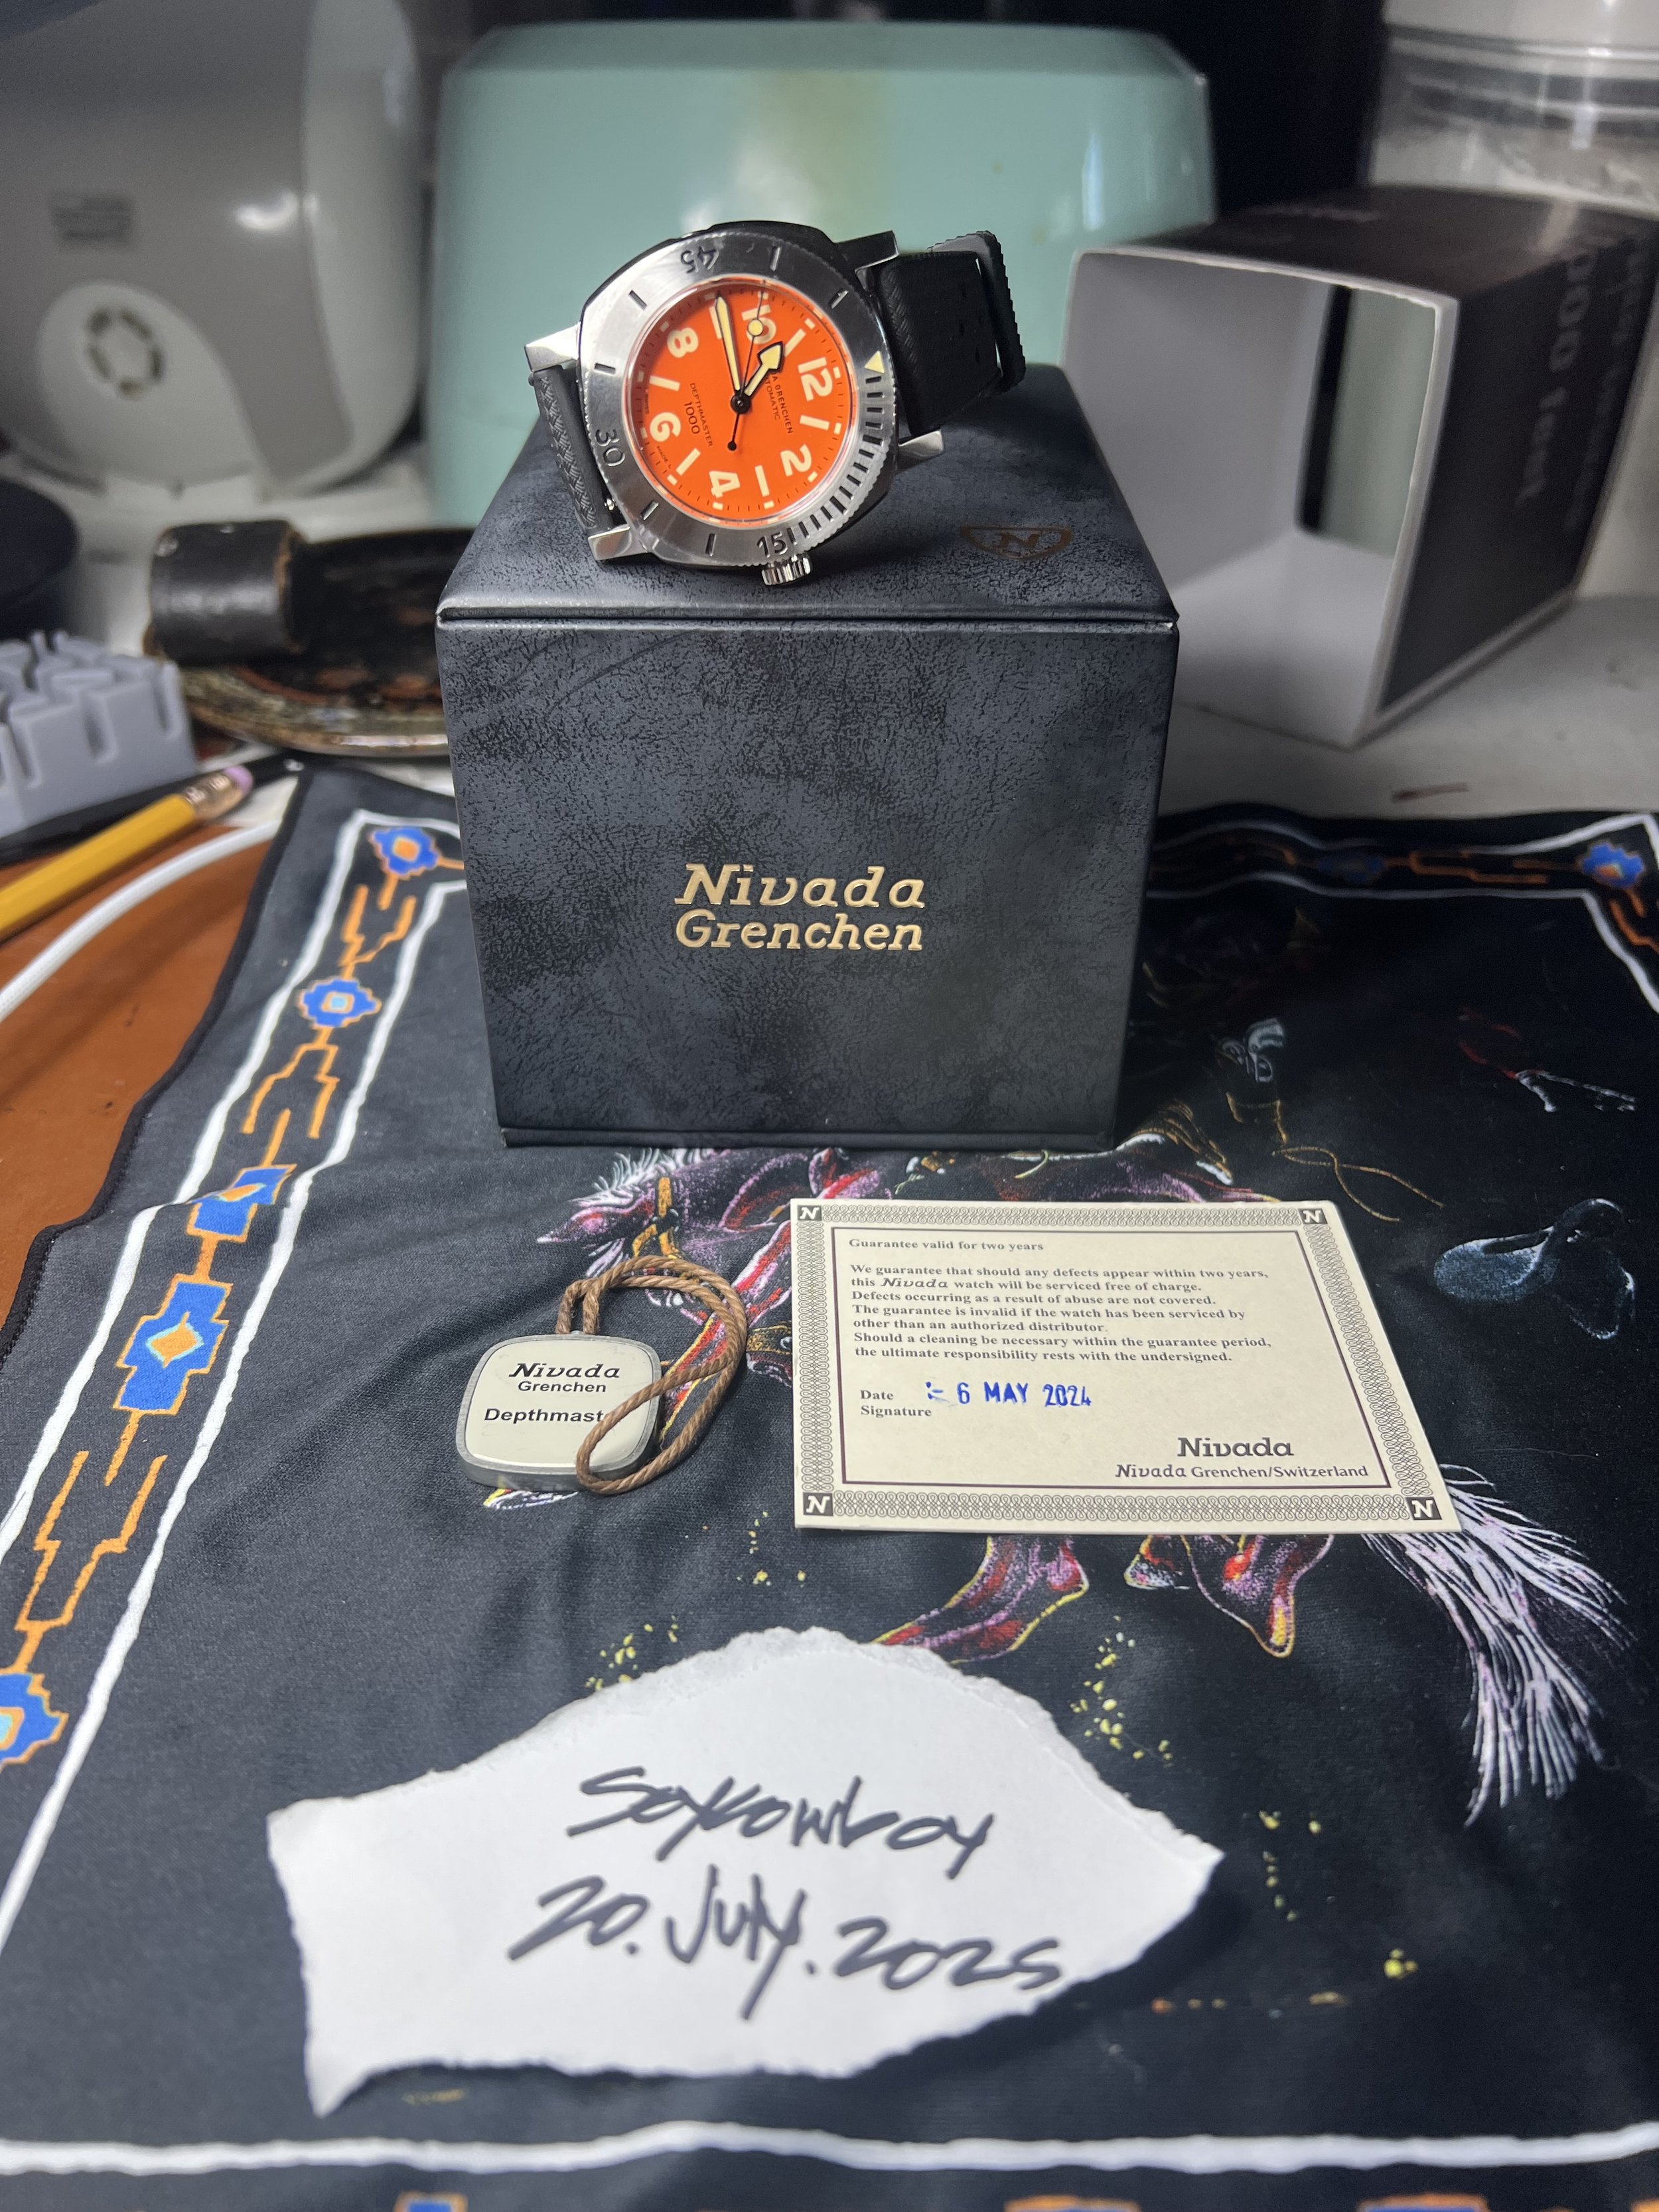 45
10
8
12
NIVADA GRENCHEN
AUTOMATIC
DEPTHMASTER
1000
6
30
2
4
15
N
1000 feet
Nivada
Grenchen
Nivada
Grenchen
Depthmast
N N
Guarantee valid for two years
We guarantee that should any defects appear within two years,
this Nivada watch will be serviced free of charge.
Defects occurring as a result of abuse are not covered.
The guarantee is invalid if the watch has been serviced by
other than an authorized distributor.
Should a cleaning be necessary within the guarantee period,
the ultimate responsibility rests with the undersigned.
Date - 6 MAY 2024
Signature
Nivada
Nivada Grenchen/Switzerland
N N
Soykowboy
20. July. 2025